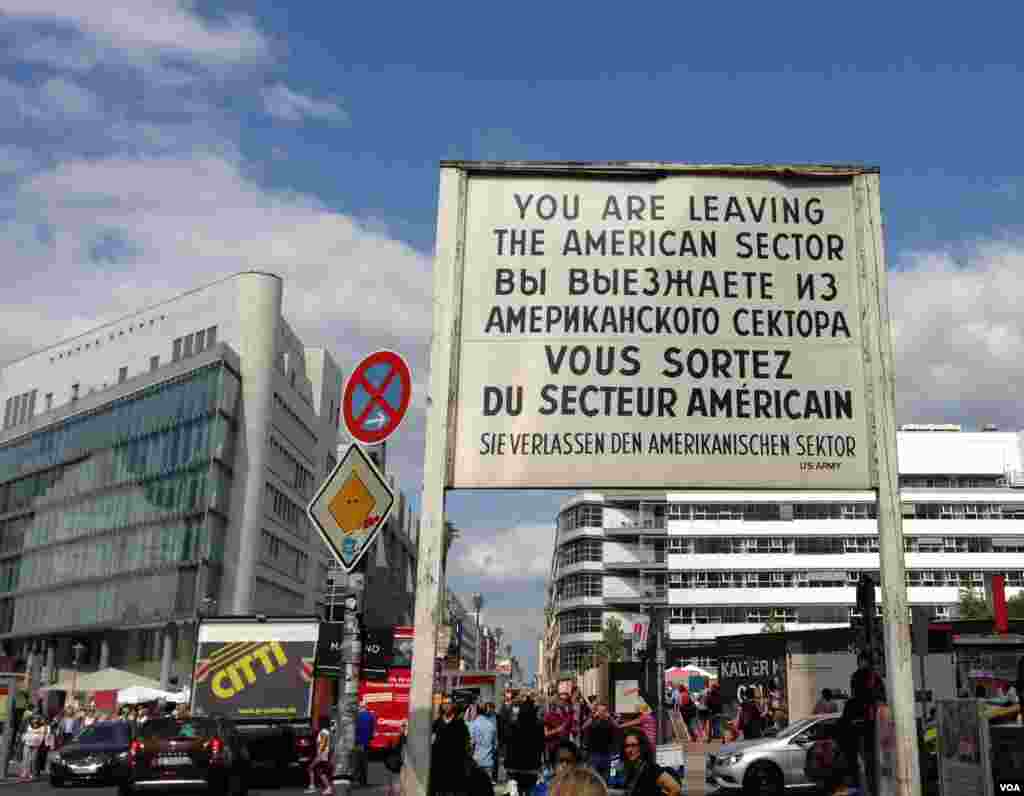 YOU ARE LEAVING
THE AMERICAN SECTOR
ВЫ ВЫЕЗЖАЕТЕ ИЗ
АМЕРИКАНСКОГО СЕКТОРА
VOUS SORTEZ
DU SECTEUR AMÉRICAIN
SIE VERLASSEN DEN AMERIKANISCHEN SEKTOR
US ARMY
CITTI
KALTER
VOA